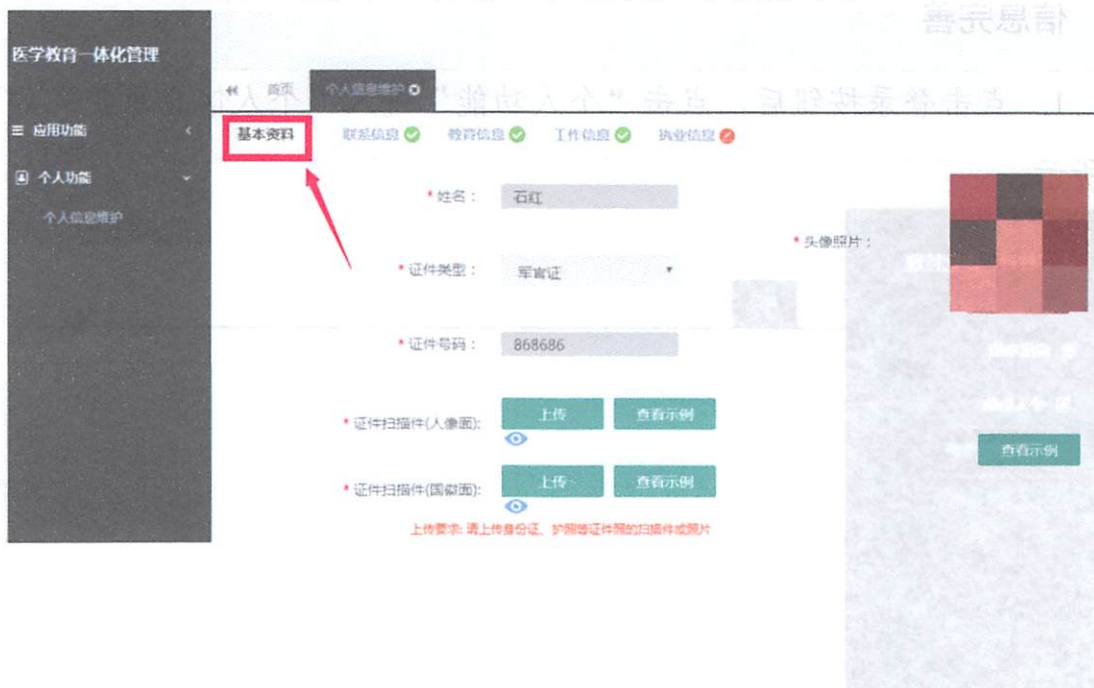 医学教育一体化管理
首页
个人信息维护
应用功能
基本资料
联系信息
教育信息
工作信息
执业信息
个人功能
个人信息维护
*姓名：
石红
*头像照片：
*证件类型：
军官证
*证件号码：
868686
*证件扫描件(人像面):
上传
查看示例
查看示例
*证件扫描件(国徽面):
上传
查看示例
上传要求: 请上传身份证、护照等证件照的扫描件或照片